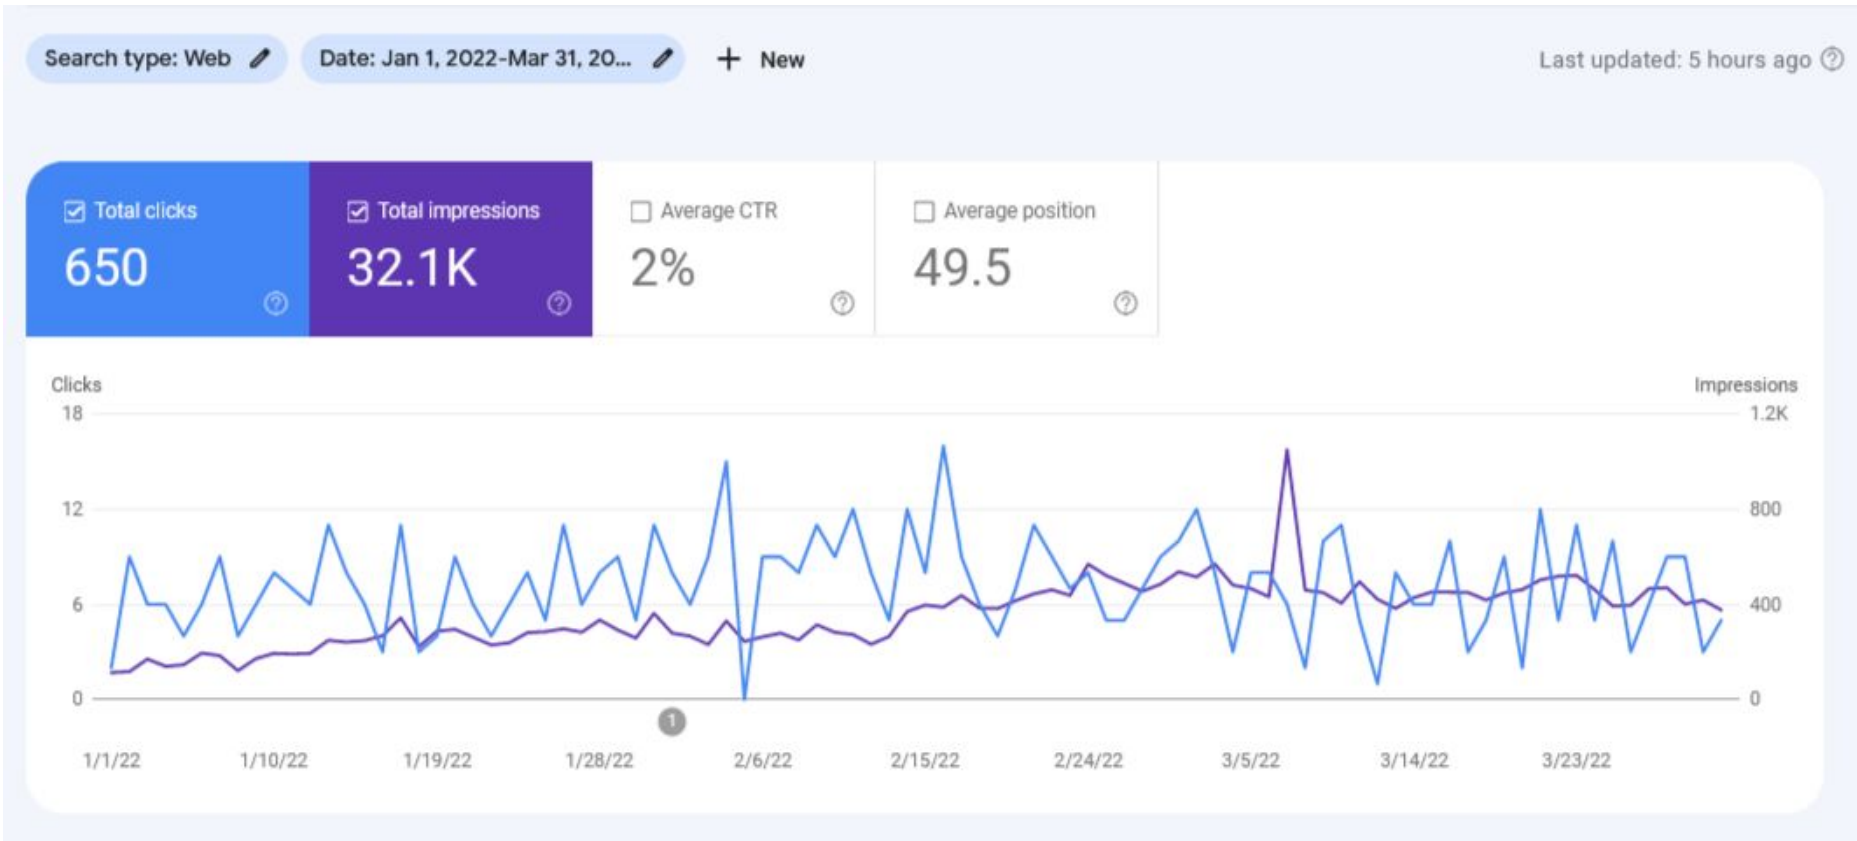 Search type: Web
Date: Jan 1, 2022-Mar 31, 20...
+ New
Last updated: 5 hours ago
Total clicks
650
Total impressions
32.1K
Average CTR
2%
Average position
49.5
Clicks
Impressions
18
1.2K
12
800
6
400
0
0
1
1/1/22 1/10/22 1/19/22 1/28/22 2/6/22 2/15/22 2/24/22 3/5/22 3/14/22 3/23/22